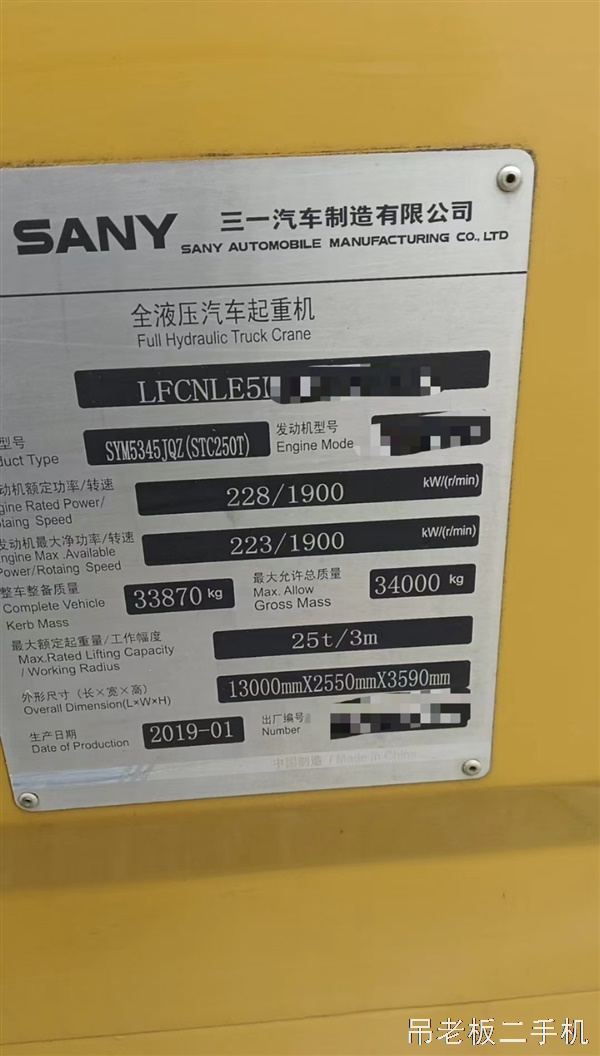 SANY
三一汽车制造有限公司
SANY AUTOMOBILE MANUFACTURING CO., LTD
全液压汽车起重机
Full Hydraulic Truck Crane
LFCNLE5
型号
duct Type
SYM5345JQZ(STC250T)
发动机型号
Engine Mode
动机额定功率/转速
gine Rated Power/
otaing Speed
228/1900
kW/(r/min)
发动机最大净功率/转速
Engine Max .Available
Power/Rotaing Speed
223/1900
kW/(r/min)
整车整备质量
Complete Vehicle
Kerb Mass
33870 kg
最大允许总质量
Max. Allow
Gross Mass
34000 kg
最大额定起重量/工作幅度
Max.Rated Lifting Capacity
/ Working Radius
25t/3m
外形尺寸(长×宽×高)
Overall Dimension(L×W×H)
13000mmX2550mmX3590mm
生产日期
Date of Production
2019-01
出厂编号
Number
中国制造 / Made in China
吊老板二手机